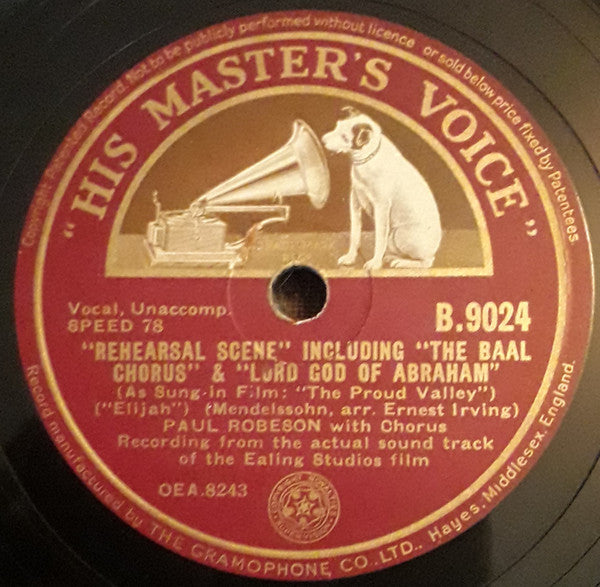 Copyright Patented Record. Not to be publicly performed without licence or sold below price fixed by Patentees.
"HIS MASTER'S VOICE"
Vocal, Unaccomp.
SPEED 78
B.9024
"REHEARSAL SCENE" INCLUDING "THE BAAL
CHORUS" & "LORD GOD OF ABRAHAM"
(As Sung in Film: "The Proud Valley")
("Elijah") (Mendelssohn, arr. Ernest Irving)
PAUL ROBESON with Chorus
Recording from the actual sound track
of the Ealing Studios film
OEA.8243
Record manufactured by THE GRAMOPHONE CO., LTD., Hayes, Middlesex, England.